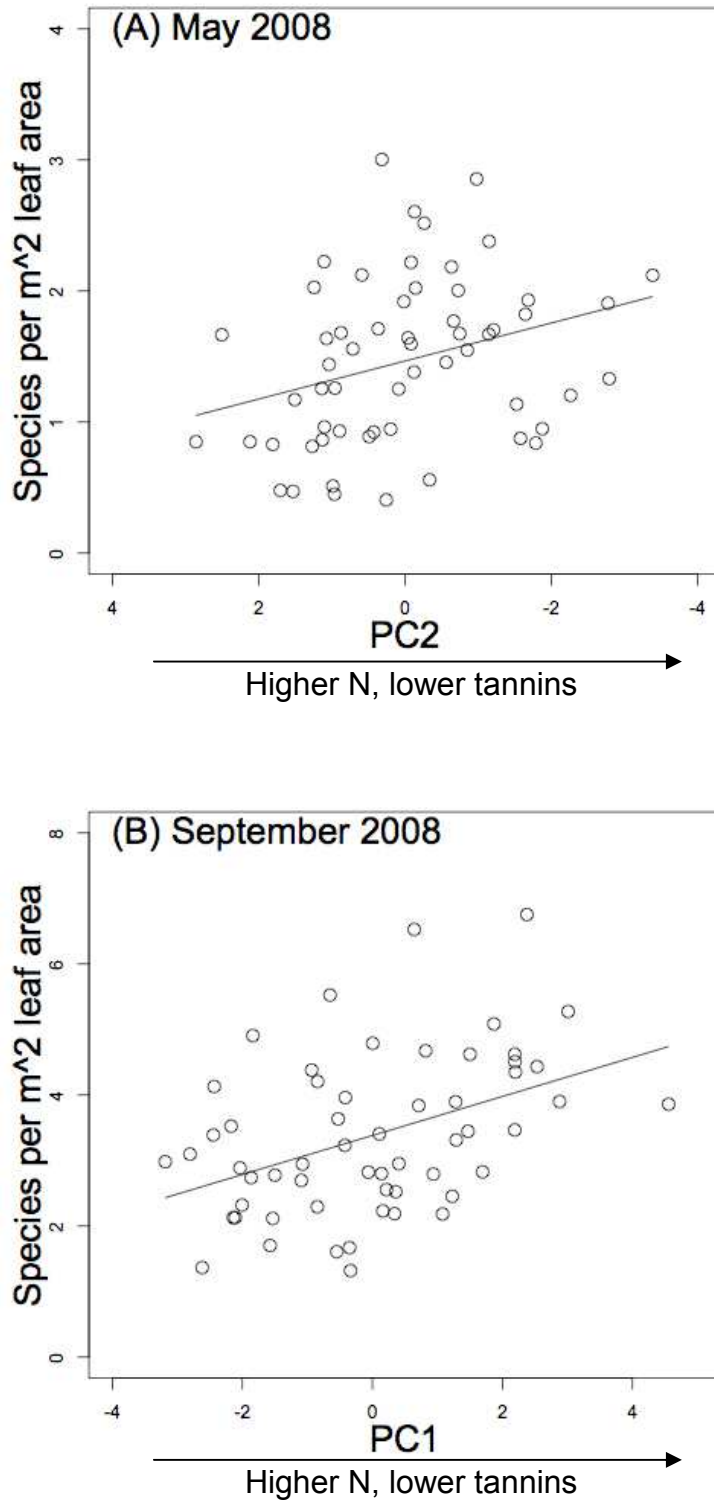 (A) May 2008
Species per m^2 leaf area
4
3
2
1
0
4 2 0 -2 -4
PC2
Higher N, lower tannins
(B) September 2008
Species per m^2 leaf area
8
6
4
2
0
-4 -2 0 2 4
PC1
Higher N, lower tannins